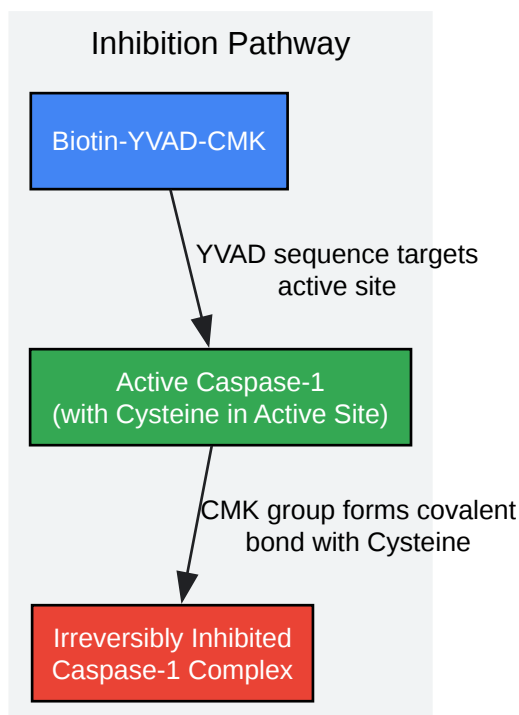 Inhibition Pathway
Biotin-YVAD-CMK
YVAD sequence targets
active site
Active Caspase-1
(with Cysteine in Active Site)
CMK group forms covalent
bond with Cysteine
Irreversibly Inhibited
Caspase-1 Complex